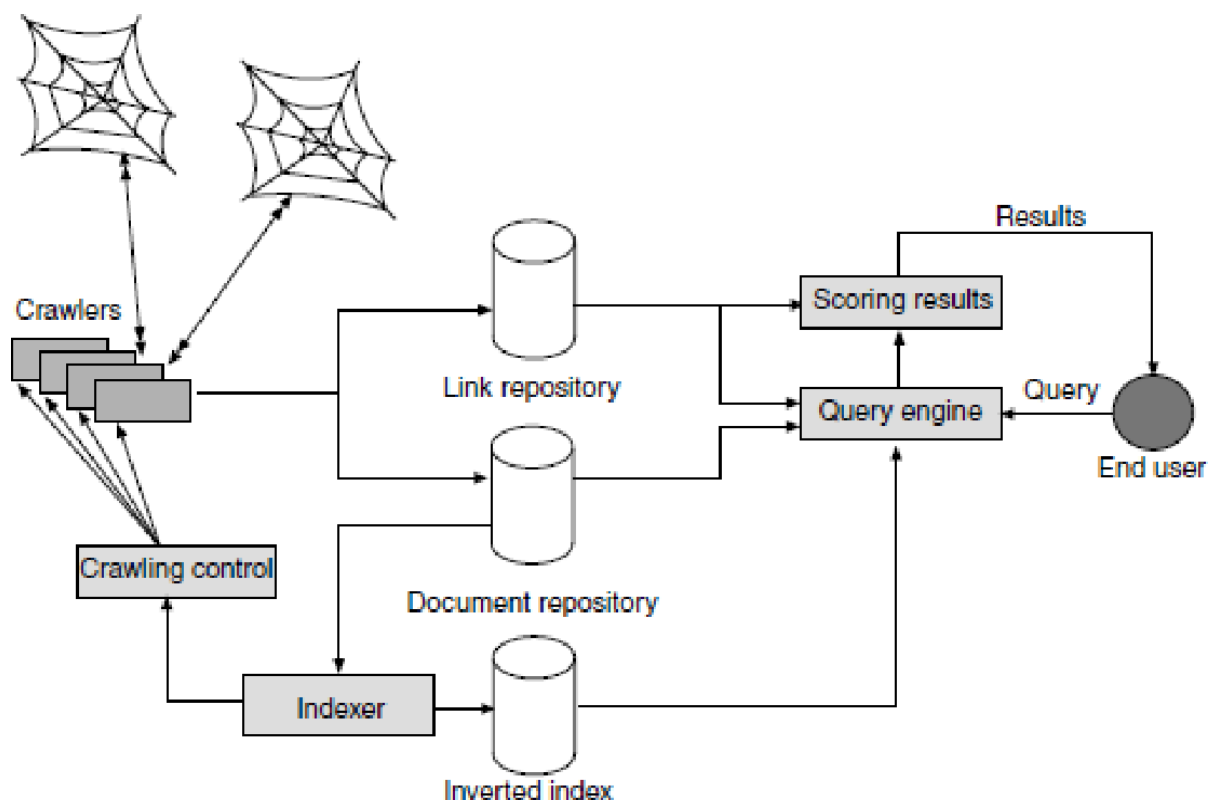 Results
Crawlers
Scoring results
Link repository
Query engine
Query
End user
Crawling control
Document repository
Indexer
Inverted index